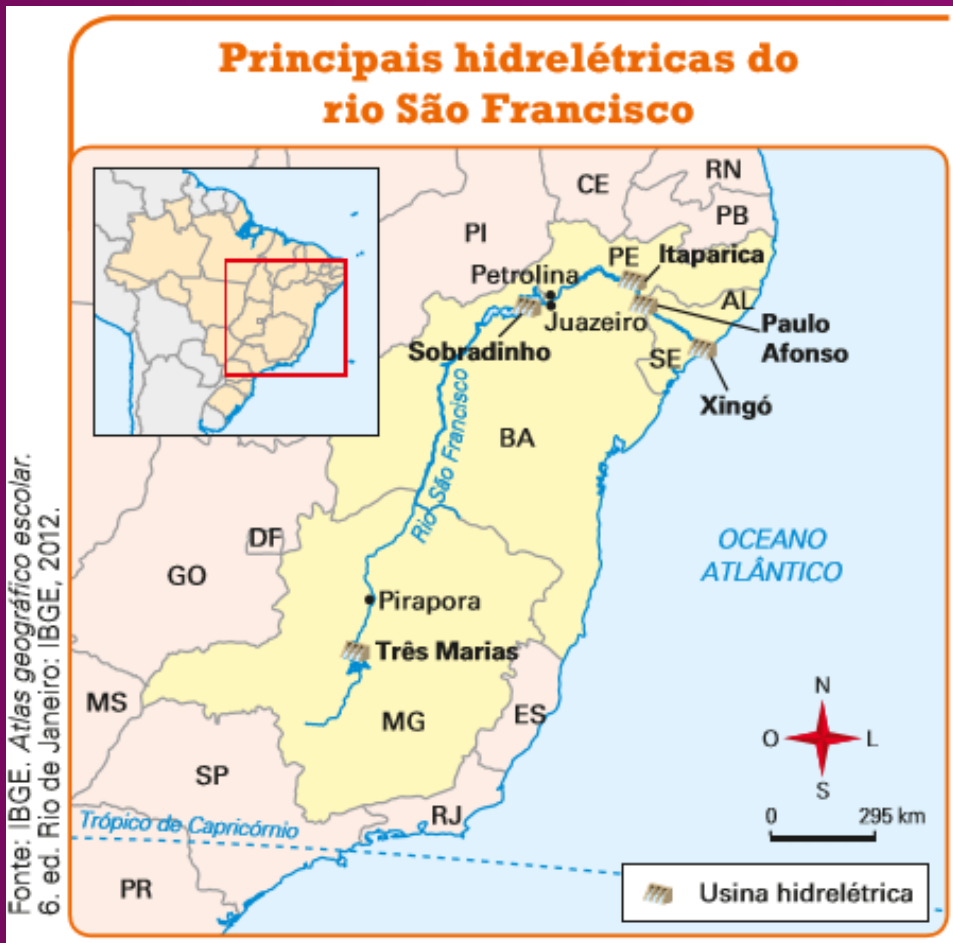 Principais hidrelétricas do
rio São Francisco
RN
CE
PB
PI
PE
Itaparica
Petrolina
AL
Juazeiro
Paulo
Afonso
Sobradinho
SE
Xingó
Rio São Francisco
BA
DF
OCEANO
ATLÂNTICO
GO
Pirapora
Três Marias
MS
MG
ES
N
O
L
S
SP
RJ
0
295 km
Trópico de Capricórnio
PR
Usina hidrelétrica
Fonte: IBGE. Atlas geográfico escolar.
6. ed. Rio de Janeiro: IBGE, 2012.